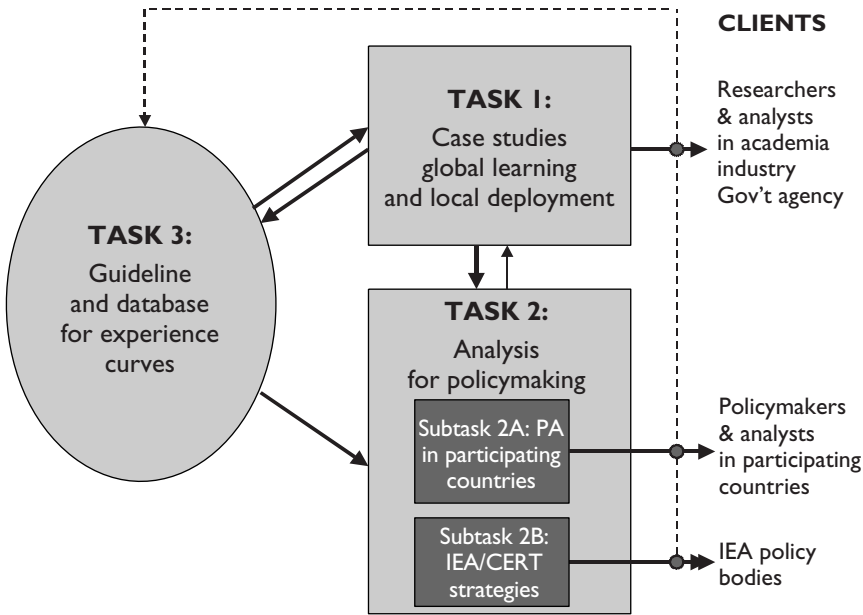 CLIENTS
TASK 1:
Case studies
global learning
and local deployment
Researchers
& analysts
in academia
industry
Gov't agency
TASK 3:
Guideline
and database
for experience
curves
TASK 2:
Analysis
for policymaking
Subtask 2A: PA
in participating
countries
Policymakers
& analysts
in participating
countries
Subtask 2B:
IEA/CERT
strategies
IEA policy
bodies